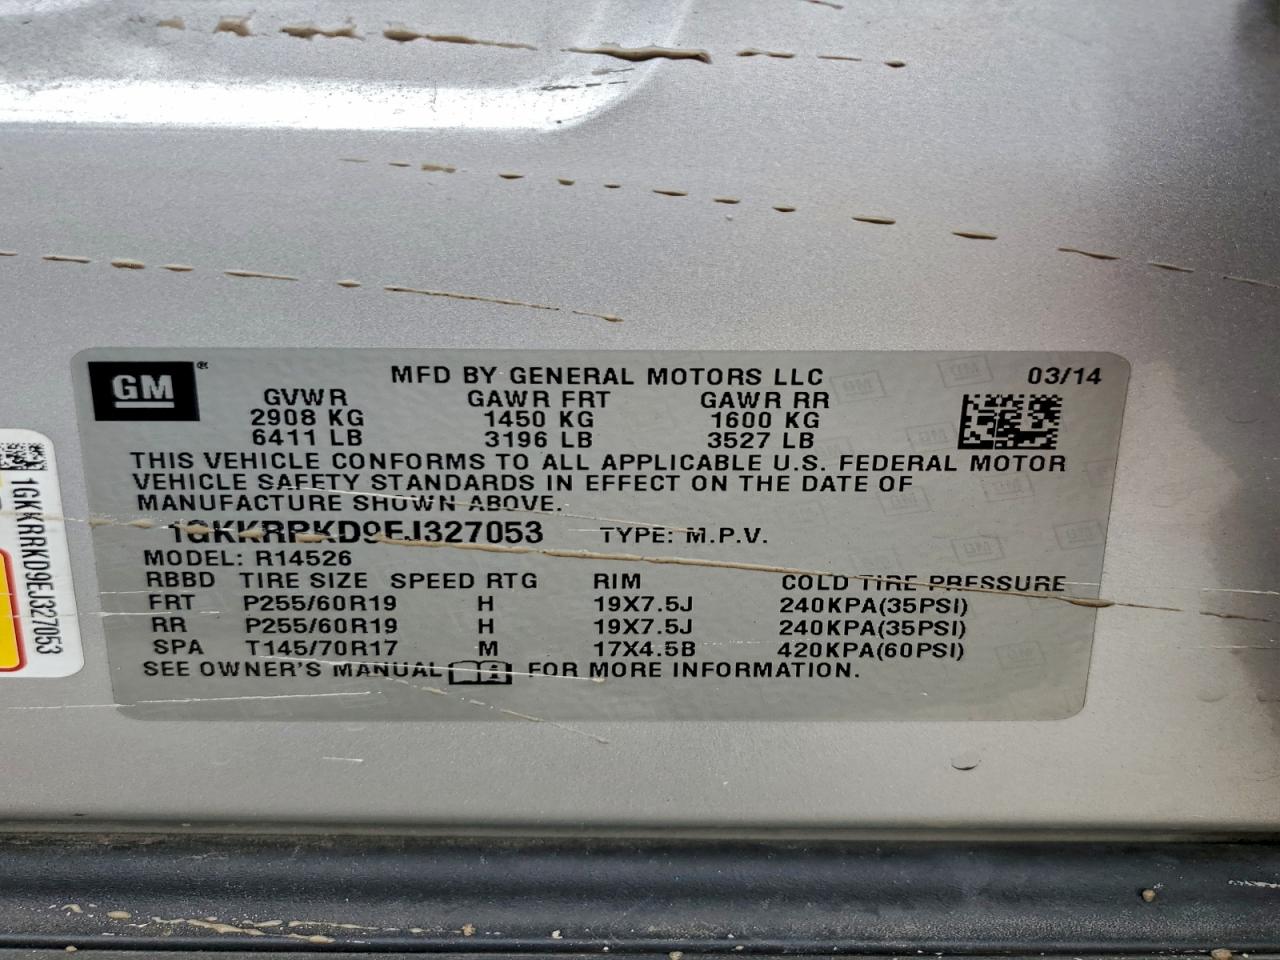 GM ®
MFD BY GENERAL MOTORS LLC 03/14
GVWR GAWR FRT GAWR RR
2908 KG 1450 KG 1600 KG
6411 LB 3196 LB 3527 LB
THIS VEHICLE CONFORMS TO ALL APPLICABLE U.S. FEDERAL MOTOR
VEHICLE SAFETY STANDARDS IN EFFECT ON THE DATE OF
MANUFACTURE SHOWN ABOVE.
1GKKRRKD9EJ327053 TYPE: M.P.V.
MODEL: R14526
RBBD TIRE SIZE SPEED RTG RIM COLD TIRE PRESSURE
FRT P255/60R19 H 19X7.5J 240KPA(35PSI)
RR P255/60R19 H 19X7.5J 240KPA(35PSI)
SPA T145/70R17 M 17X4.5B 420KPA(60PSI)
SEE OWNER'S MANUAL FOR MORE INFORMATION.
1GKKRRKD9EJ327053